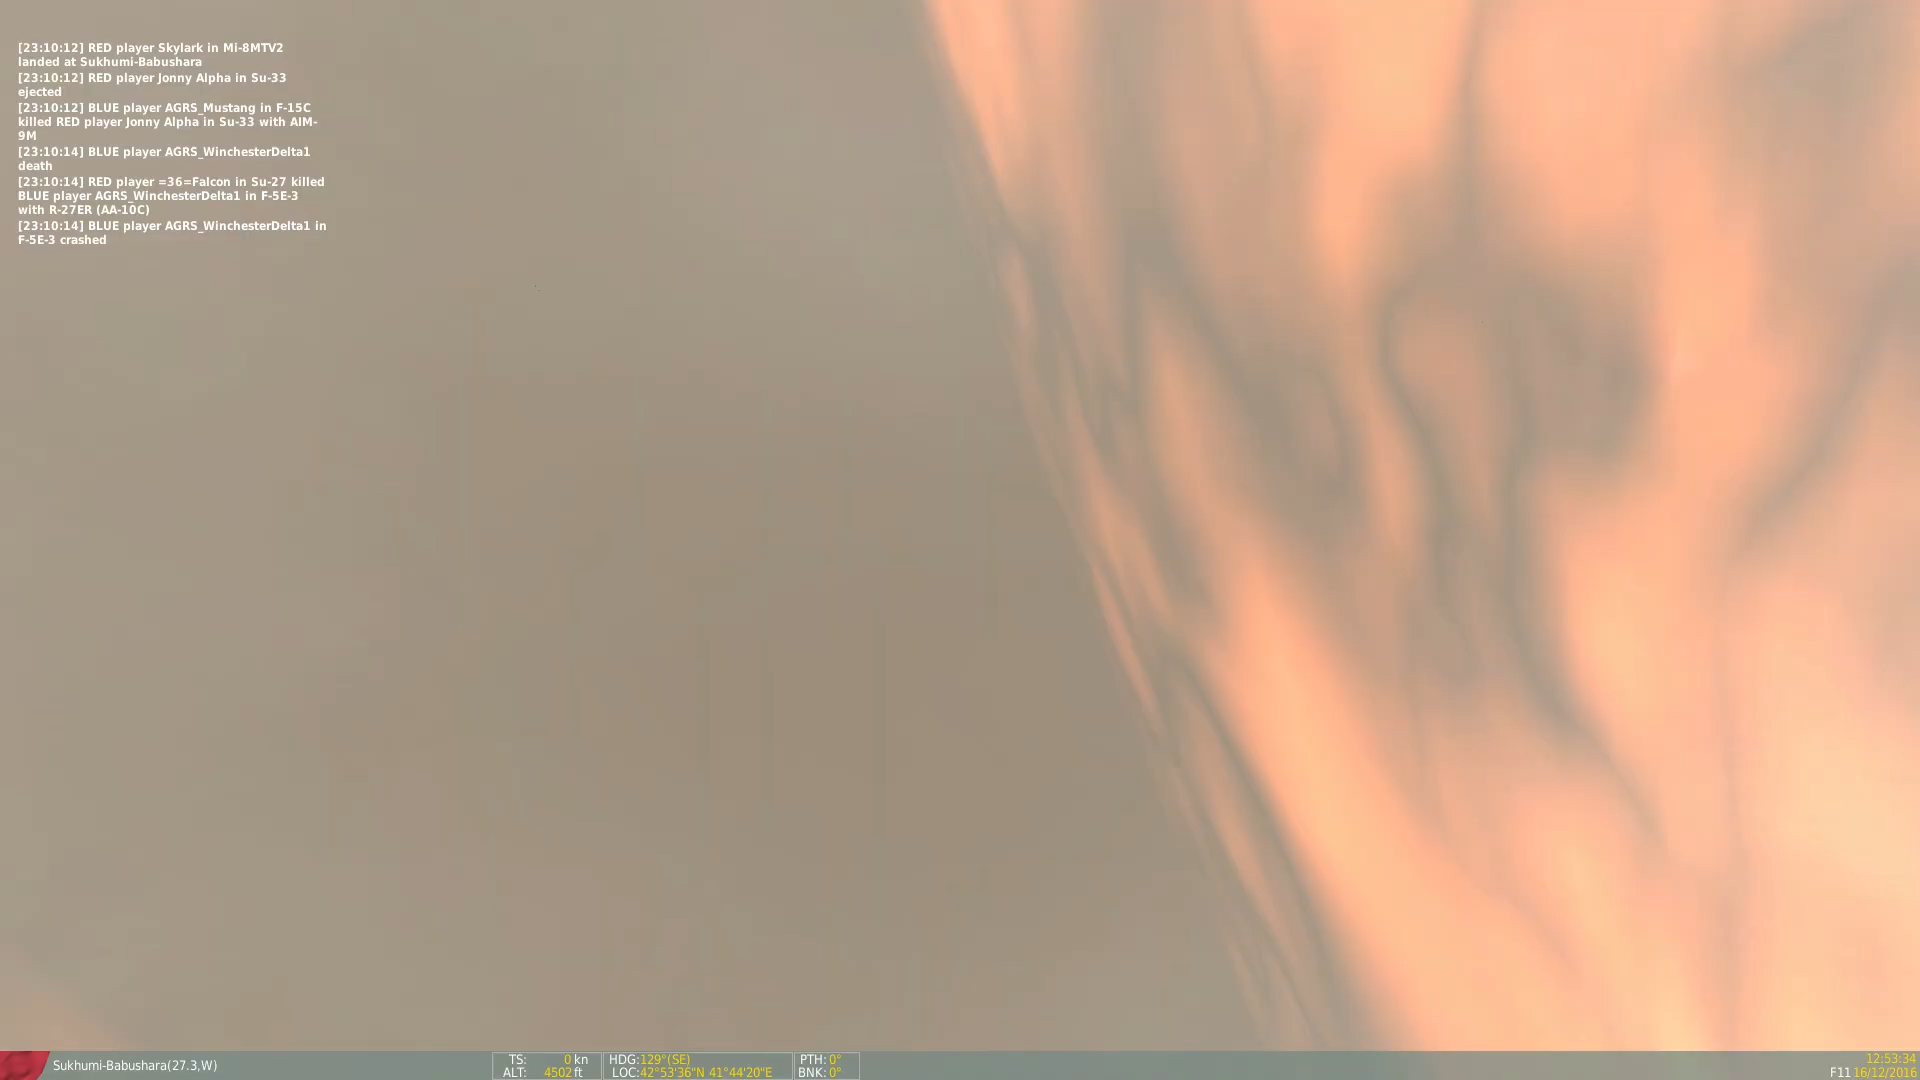 [23:10:12] RED player Skylark in Mi-8MTV2
landed at Sukhumi-Babushara
[23:10:12] RED player Jonny Alpha in Su-33
ejected
[23:10:12] BLUE player AGRS_Mustang in F-15C
killed RED player Jonny Alpha in Su-33 with AIM-
9M
[23:10:14] BLUE player AGRS_WinchesterDelta1
death
[23:10:14] RED player =36=Falcon in Su-27 killed
BLUE player AGRS_WinchesterDelta1 in F-5E-3
with R-27ER (AA-10C)
[23:10:14] BLUE player AGRS_WinchesterDelta1 in
F-5E-3 crashed
Sukhumi-Babushara(27.3,W)
TS: 0 kn
ALT: 4502 ft
HDG:129°(SE)
LOC:42°53'36"N 41°44'20"E
PTH: 0°
BNK: 0°
12:53:34
F11 16/12/2016